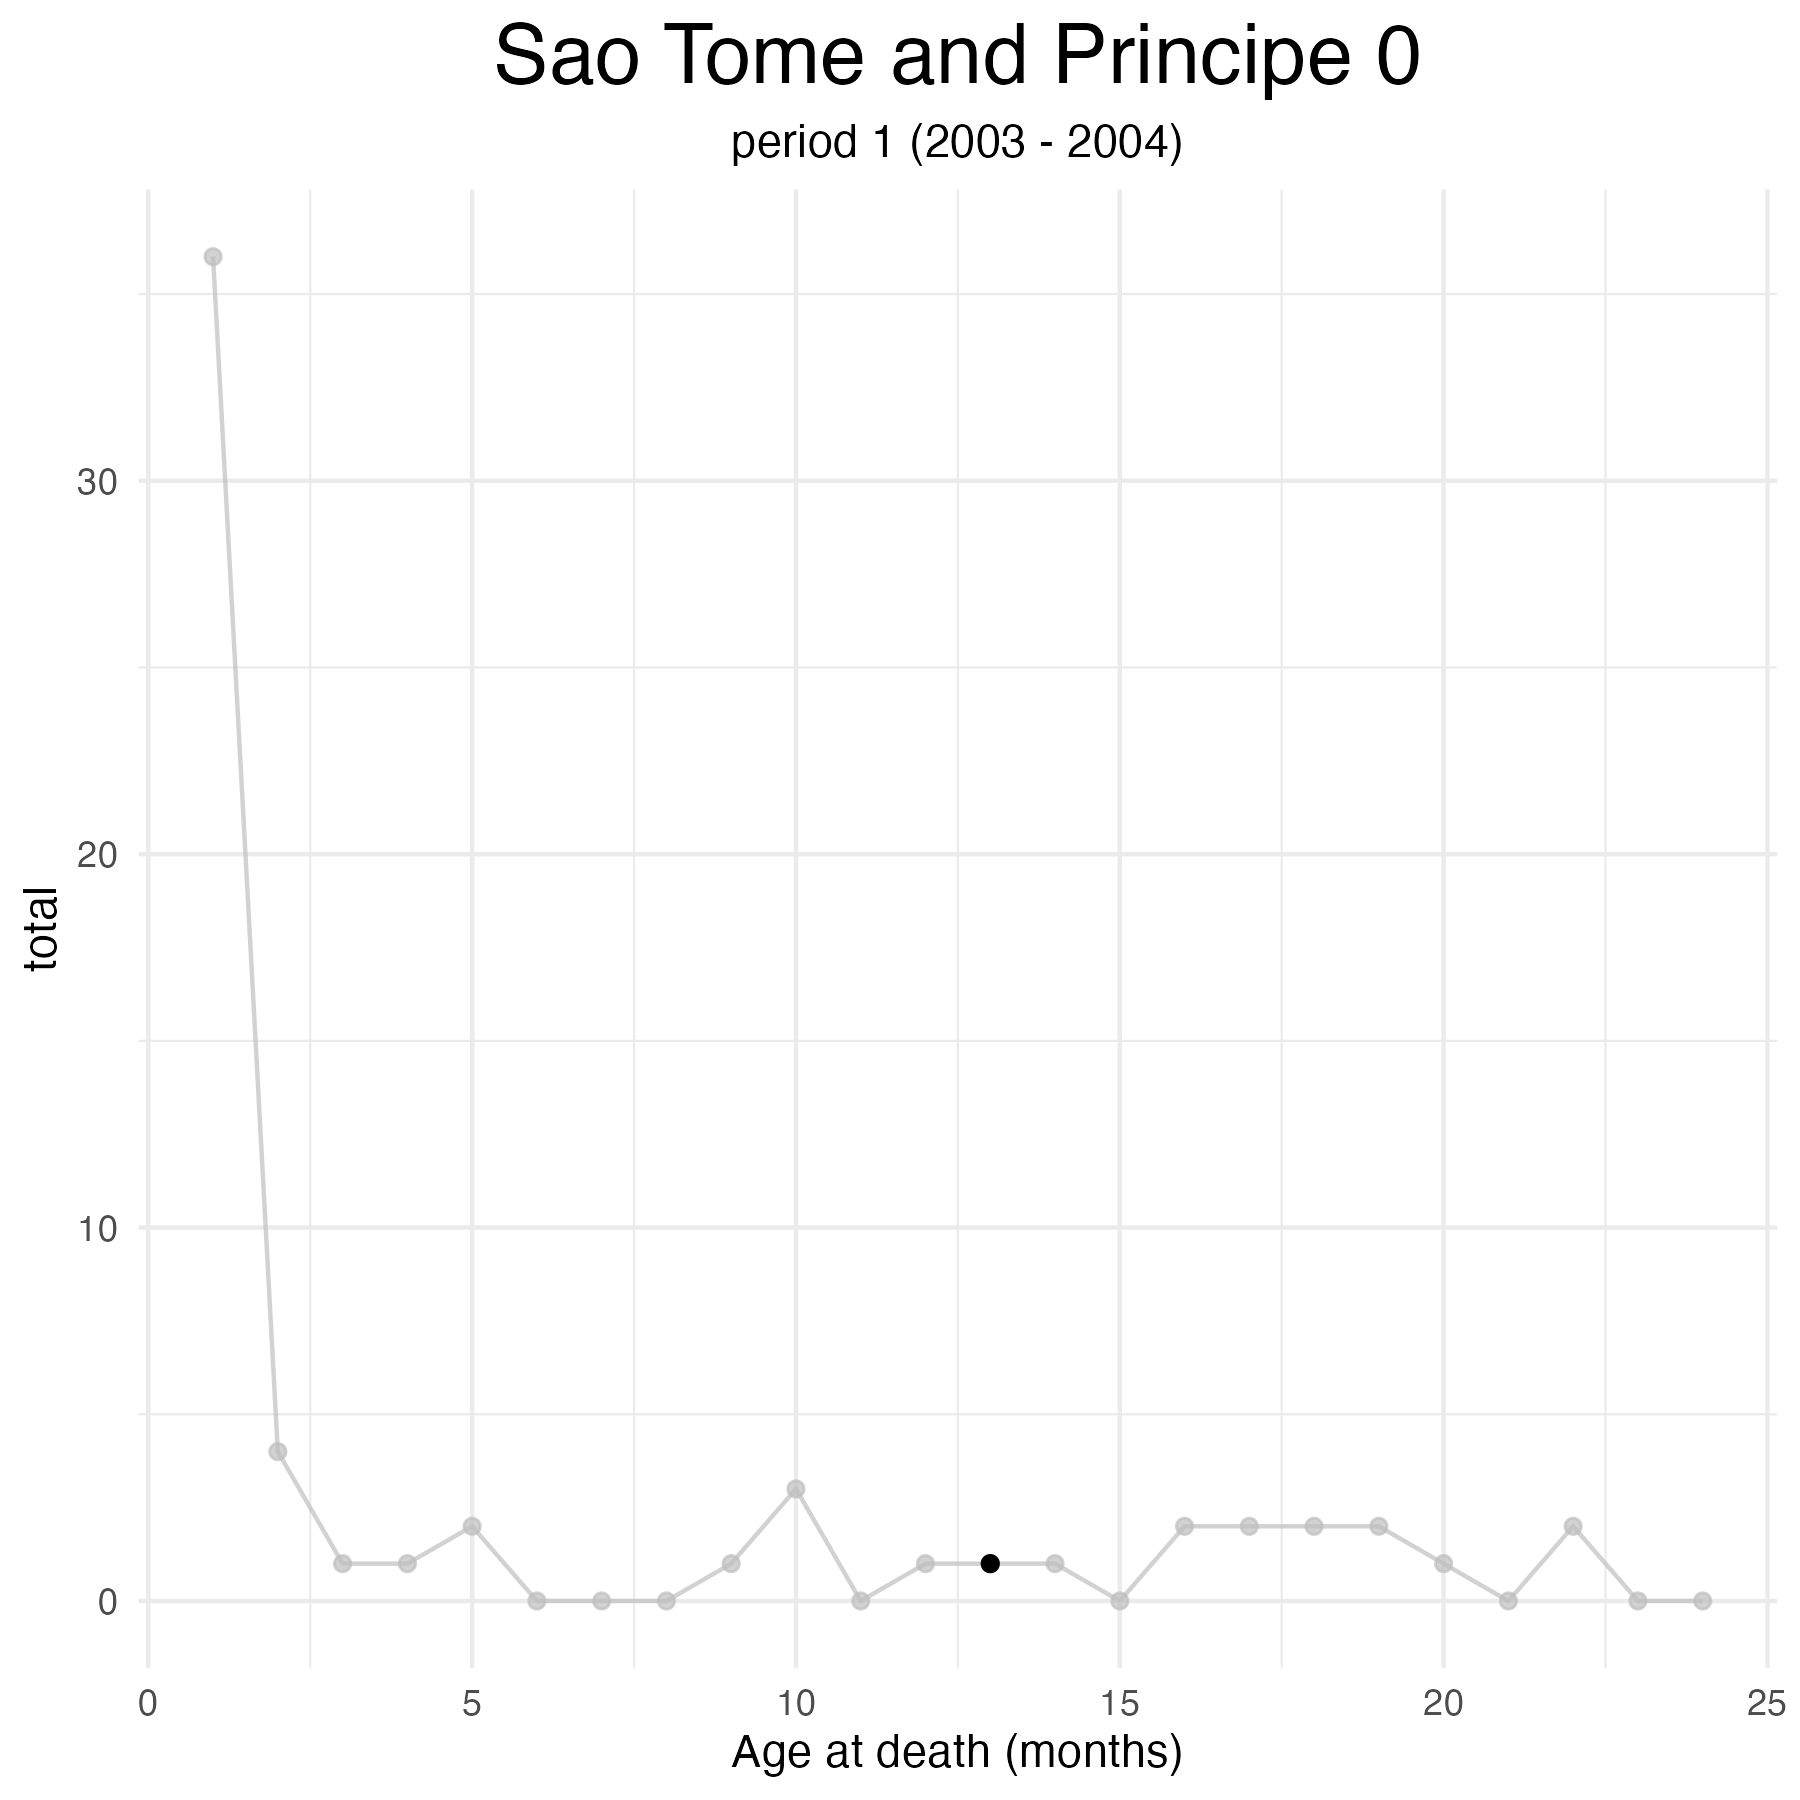 Sao Tome and Principe 0
period 1 (2003 - 2004)
total
30
20
10
0
0 5 10 15 20 25
Age at death (months)